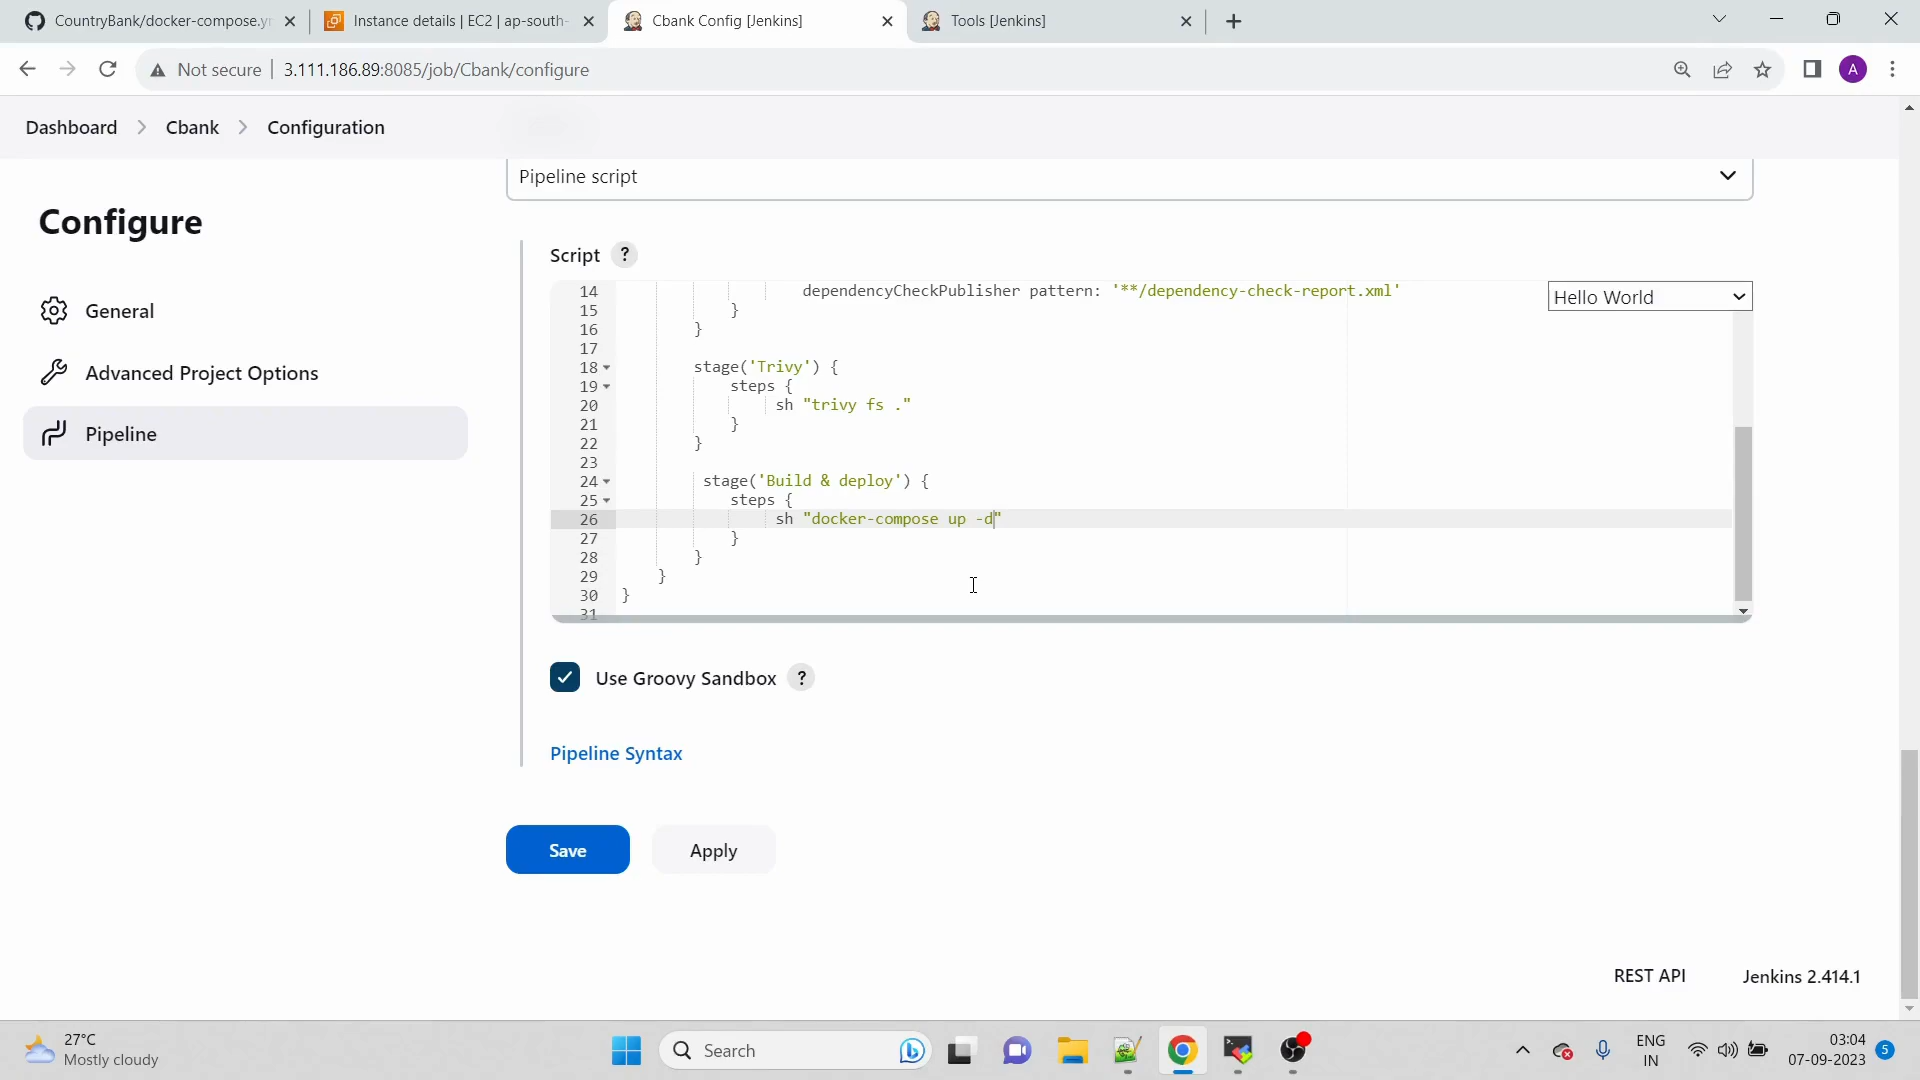 CountryBank/docker-compose.yn
Instance details | EC2 | ap-south-
Cbank Config [Jenkins]
Tools [Jenkins]
Not secure
3.111.186.89:8085/job/Cbank/configure
A
Dashboard
Cbank
Configuration
Pipeline script
Configure
Script
?
General
Advanced Project Options
Pipeline
Hello World
14 dependencyCheckPublisher pattern: '**/dependency-check-report.xml'
15 }
16 }
17
18 stage('Trivy') {
19 steps {
20 sh "trivy fs ."
21 }
22 }
23
24 stage('Build & deploy') {
25 steps {
26 sh "docker-compose up -d"
27 }
28 }
29 }
30 }
31
Use Groovy Sandbox
?
Pipeline Syntax
Save
Apply
REST API
Jenkins 2.414.1
27°C
Mostly cloudy
Search
ENG
IN
03:04
07-09-2023
5